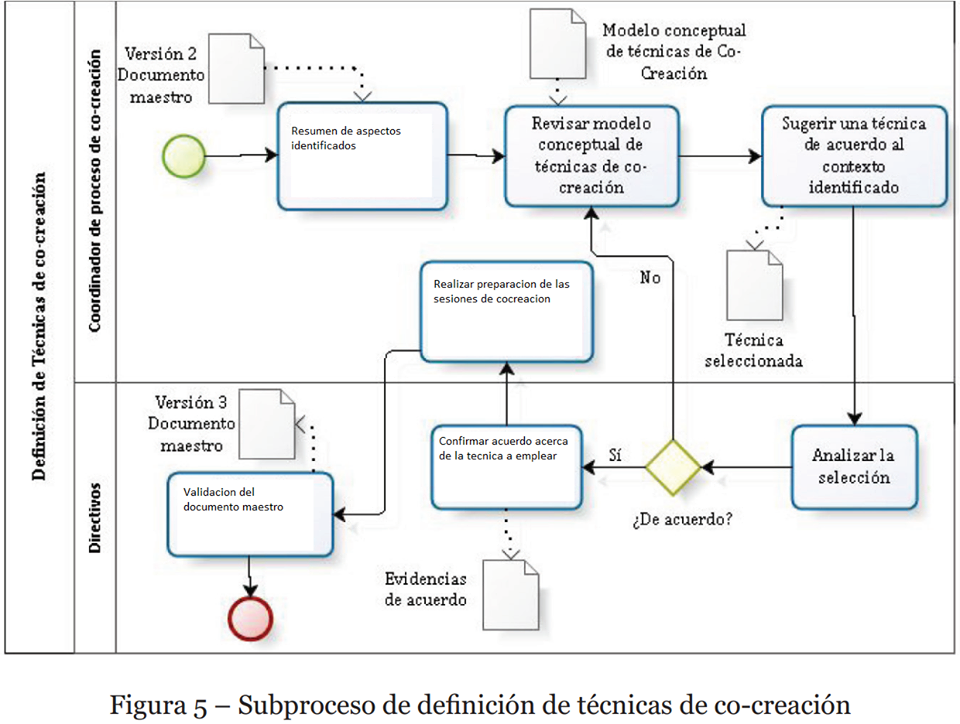 Definición de Técnicas de co-creación
Coordinador de proceso de co-creación
Versión 2
Documento
maestro
Resumen de aspectos
identificados
Modelo conceptual
de técnicas de Co-
Creación
Revisar modelo
conceptual de
técnicas de co-
creación
Sugerir una técnica
de acuerdo al
contexto
identificado
Técnica
seleccionada
No
Realizar preparacion de las
sesiones de cocreacion
Directivos
Versión 3
Documento
maestro
Validacion del
documento maestro
Confirmar acuerdo acerca
de la tecnica a emplear
Evidencias
de acuerdo
Sí
¿De acuerdo?
Analizar la
selección
Figura 5 – Subproceso de definición de técnicas de co-creación